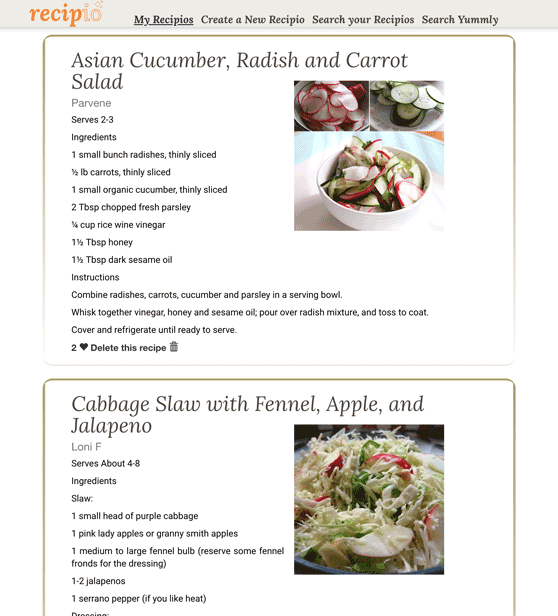 recipio
My Recipios Create a New Recipio Search your Recipios Search Yummly
Asian Cucumber, Radish and Carrot
Salad
Parvene
Serves 2-3
Ingredients
1 small bunch radishes, thinly sliced
½ lb carrots, thinly sliced
1 small organic cucumber, thinly sliced
2 Tbsp chopped fresh parsley
¼ cup rice wine vinegar
1½ Tbsp honey
1½ Tbsp dark sesame oil
Instructions
Combine radishes, carrots, cucumber and parsley in a serving bowl.
Whisk together vinegar, honey and sesame oil; pour over radish mixture, and toss to coat.
Cover and refrigerate until ready to serve.
2 ♥ Delete this recipe
Cabbage Slaw with Fennel, Apple, and
Jalapeno
Loni F
Serves About 4-8
Ingredients
Slaw:
1 small head of purple cabbage
1 pink lady apples or granny smith apples
1 medium to large fennel bulb (reserve some fennel
fronds for the dressing)
1-2 jalapenos
1 serrano pepper (if you like heat)
Dressing: